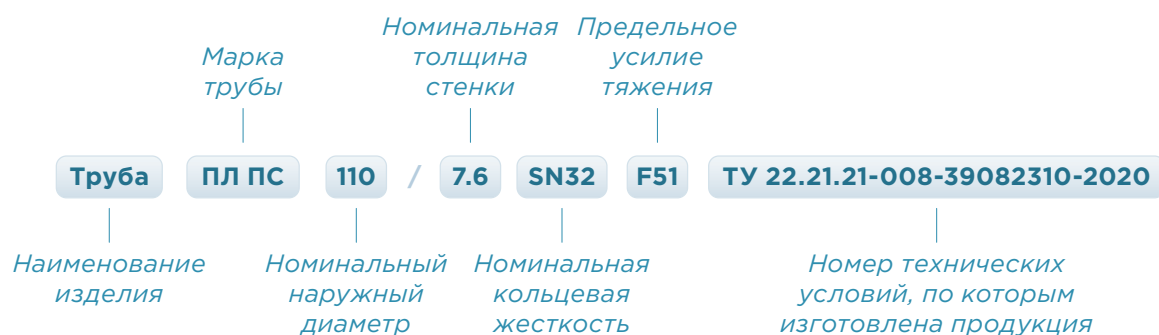 Номинальная
толщина
стенки
Предельное
усилие
тяжения
Марка
трубы
Труба ПЛ ПС 110 / 7.6 SN32 F51 ТУ 22.21.21-008-39082310-2020
Наименование
изделия
Номинальный
наружный
диаметр
Номинальная
кольцевая
жесткость
Номер технических
условий, по которым
изготовлена продукция